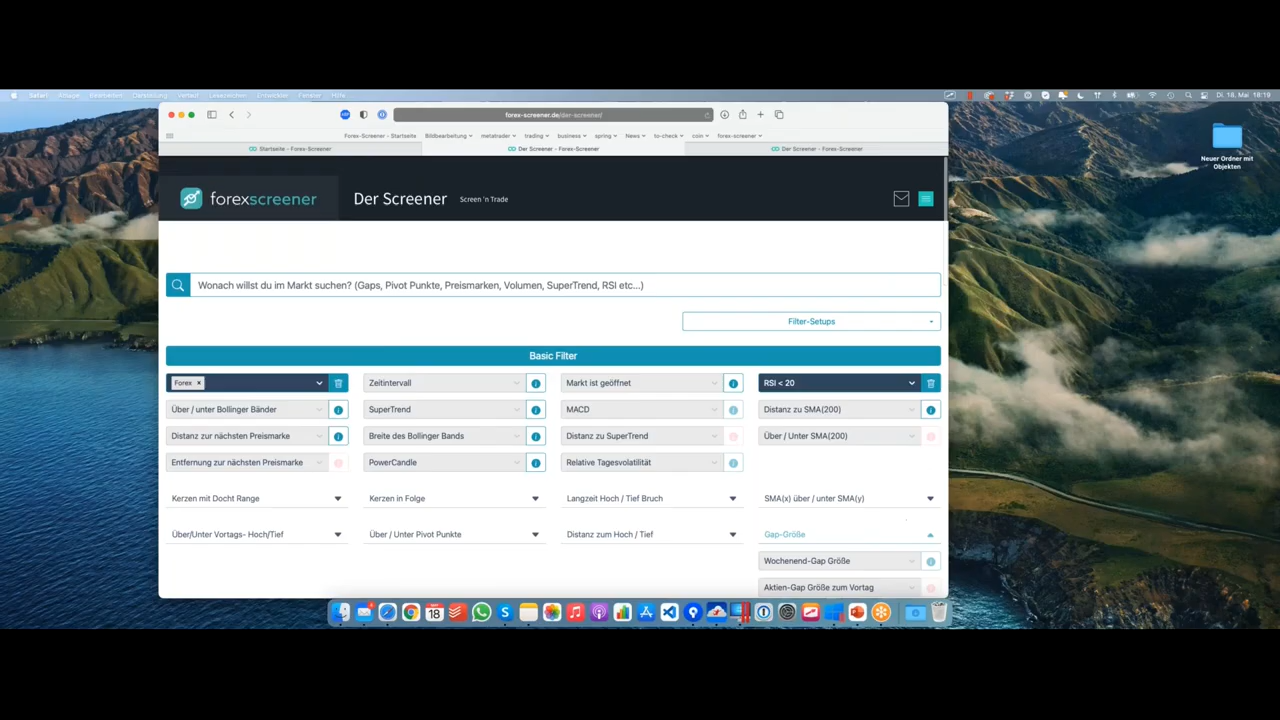 Di. 18. Mai 18:19
forex-screener.de/der-screener/
Forex-Screener - Startseite Bildbearbeitung metatrader trading business spring News to-check coin forex-screener
Startseite - Forex-Screener
Der Screener - Forex-Screener
Der Screener - Forex-Screener
Neuer Ordner mit
Objekten
forexscreener
Der Screener
Screen 'n Trade
Wonach willst du im Markt suchen? (Gaps, Pivot Punkte, Preismarken, Volumen, SuperTrend, RSI etc...)
Filter-Setups
Basic Filter
Forex × Zeitintervall Markt ist geöffnet RSI < 20
Über / unter Bollinger Bänder SuperTrend MACD Distanz zu SMA(200)
Distanz zur nächsten Preismarke Breite des Bollinger Bands Distanz zu SuperTrend Über / Unter SMA(200)
Entfernung zur nächsten Preismarke PowerCandle Relative Tagesvolatilität
Kerzen mit Docht Range Kerzen in Folge Langzeit Hoch / Tief Bruch SMA(x) über / unter SMA(y)
Über/Unter Vortags- Hoch/Tief Über / Unter Pivot Punkte Distanz zum Hoch / Tief Gap-Größe
Wochenend-Gap Größe
Aktien-Gap Größe zum Vortag
18